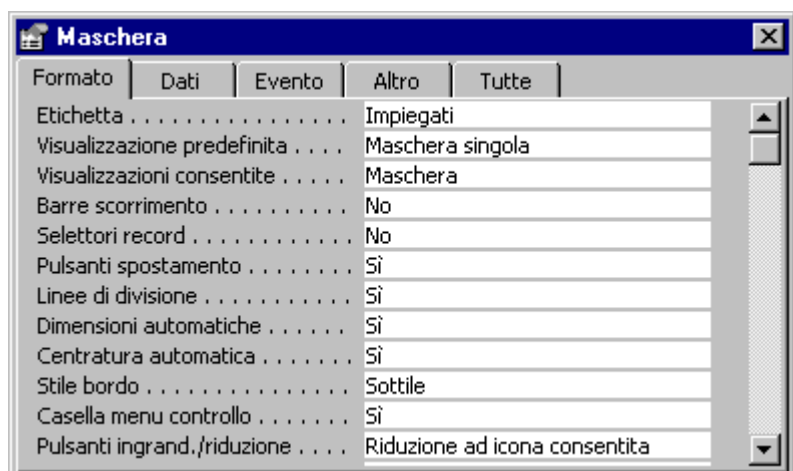 Maschera
Formato Dati Evento Altro Tutte
Etichetta . . . . . . . . . . . . . . . . . Impiegati
Visualizzazione predefinita . . . . Maschera singola
Visualizzazioni consentite . . . . . Maschera
Barre scorrimento . . . . . . . . . . No
Selettori record . . . . . . . . . . . . No
Pulsanti spostamento . . . . . . . . Sì
Linee di divisione . . . . . . . . . . . Sì
Dimensioni automatiche . . . . . . Sì
Centratura automatica . . . . . . . Sì
Stile bordo . . . . . . . . . . . . . . . Sottile
Casella menu controllo . . . . . . . Sì
Pulsanti ingrand./riduzione . . . . Riduzione ad icona consentita